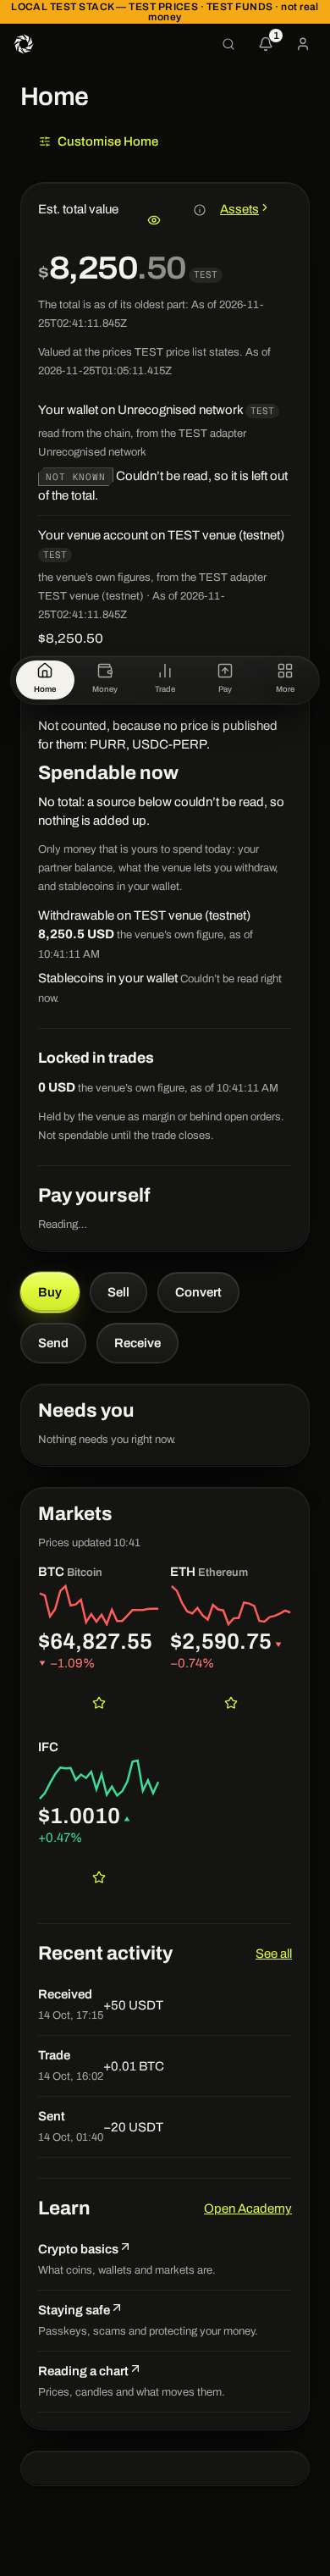 LOCAL TEST STACK — TEST PRICES · TEST FUNDS · not real
money
1
Home
Customise Home
Est. total value
Assets
$8,250.50 TEST
The total is as of its oldest part: As of 2026-11-
25T02:41:11.845Z
Valued at the prices TEST price list states. As of
2026-11-25T01:05:11.415Z
Your wallet on Unrecognised network TEST
read from the chain, from the TEST adapter
Unrecognised network
NOT KNOWN Couldn’t be read, so it is left out
of the total.
Your venue account on TEST venue (testnet)
TEST
the venue’s own figures, from the TEST adapter
TEST venue (testnet) · As of 2026-11-
25T02:41:11.845Z
$8,250.50
Home
Money
Trade
Pay
More
Not counted, because no price is published
for them: PURR, USDC-PERP.
Spendable now
No total: a source below couldn’t be read, so
nothing is added up.
Only money that is yours to spend today: your
partner balance, what the venue lets you withdraw,
and stablecoins in your wallet.
Withdrawable on TEST venue (testnet)
8,250.5 USD the venue’s own figure, as of
10:41:11 AM
Stablecoins in your wallet Couldn’t be read right
now.
Locked in trades
0 USD the venue’s own figure, as of 10:41:11 AM
Held by the venue as margin or behind open orders.
Not spendable until the trade closes.
Pay yourself
Reading…
Buy
Sell
Convert
Send
Receive
Needs you
Nothing needs you right now.
Markets
Prices updated 10:41
BTC Bitcoin
$64,827.55
−1.09%
ETH Ethereum
$2,590.75
−0.74%
IFC
$1.0010
+0.47%
Recent activity
See all
Received
14 Oct, 17:15
+50 USDT
Trade
14 Oct, 16:02
+0.01 BTC
Sent
14 Oct, 01:40
−20 USDT
Learn
Open Academy
Crypto basics
What coins, wallets and markets are.
Staying safe
Passkeys, scams and protecting your money.
Reading a chart
Prices, candles and what moves them.